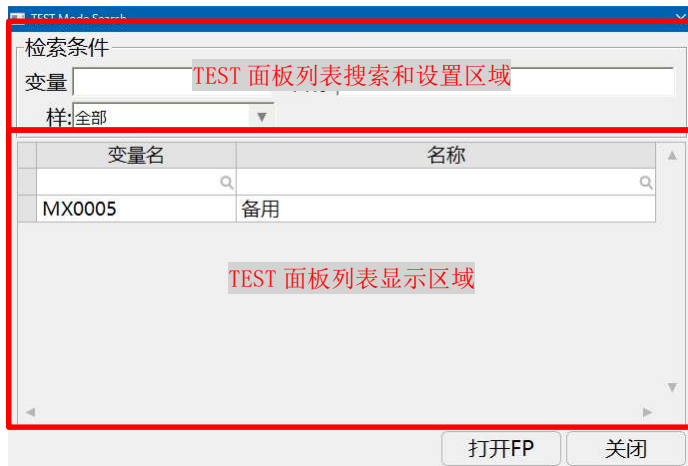 TEST Mode Search
检索条件
变量
TEST 面板列表搜索和设置区域
样:全部
变量名 名称
MX0005 备用
TEST 面板列表显示区域
打开FP 关闭